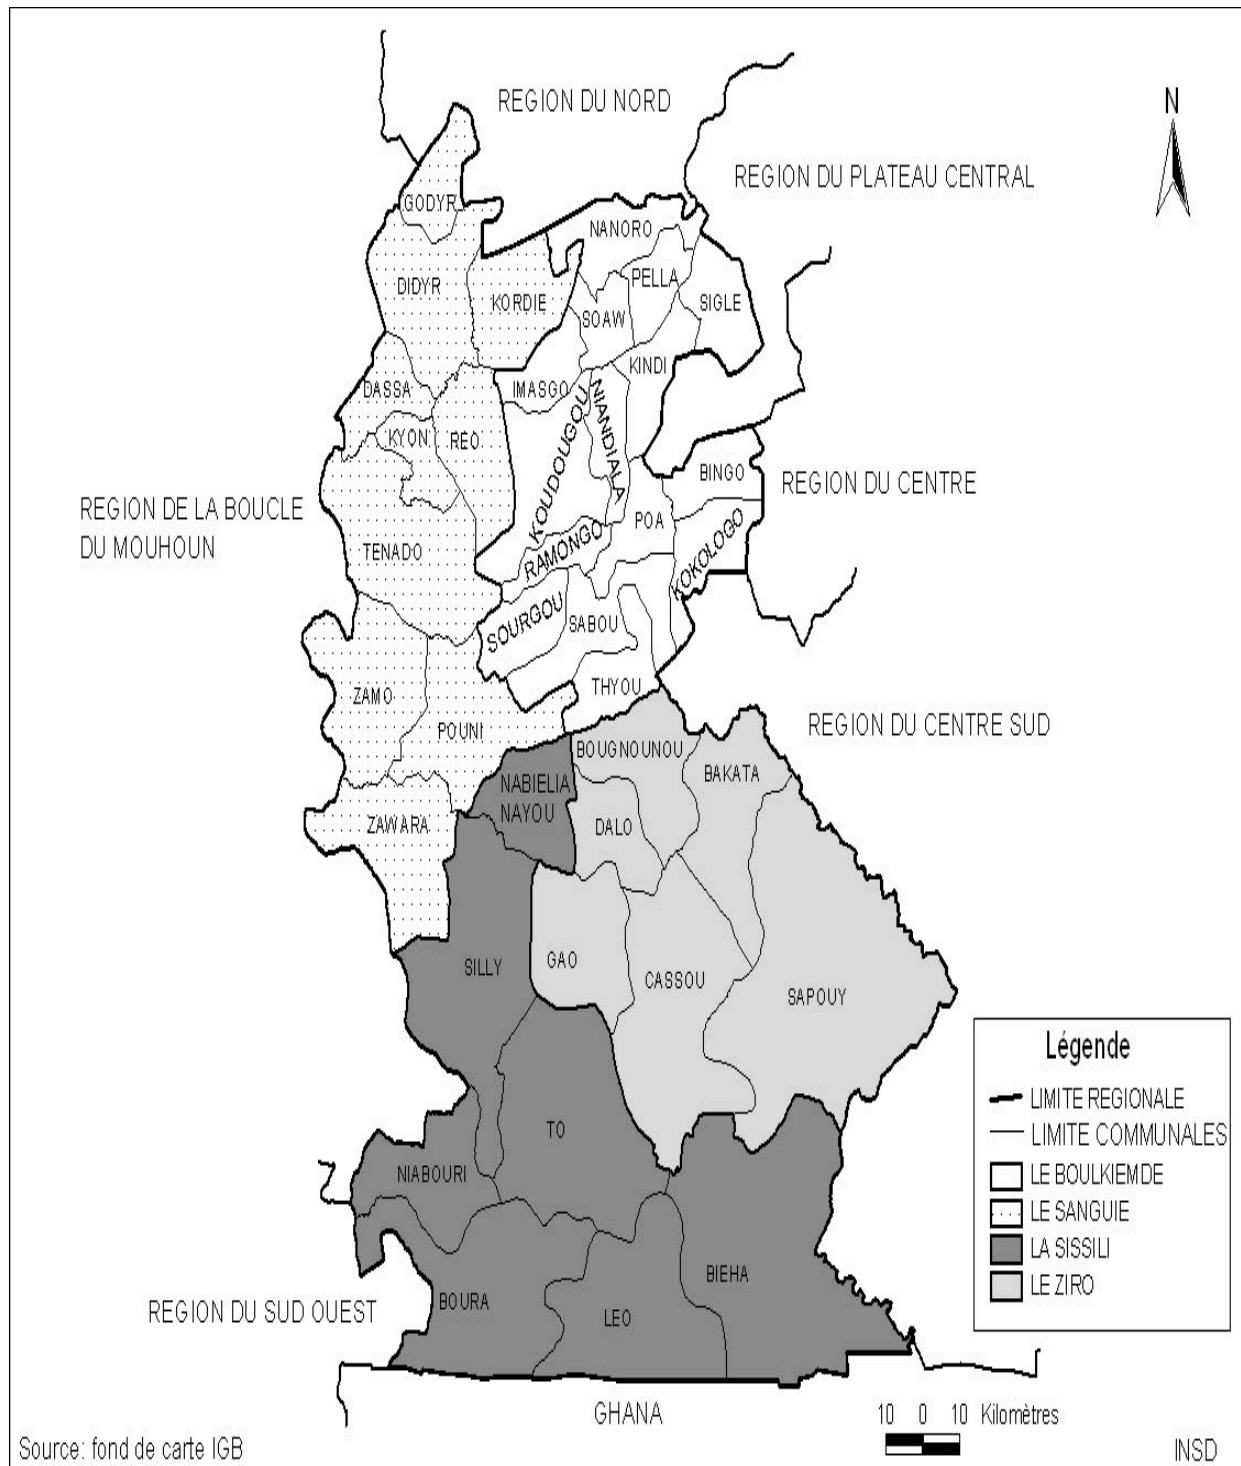 REGION DU NORD
N
REGION DU PLATEAU CENTRAL
GODYR
NANORO
PELLA
DIDYR
KORDIE
SIGLE
SOAW
KINDI
DASSA
IMASGO
KOUDOUGOU
NIANDIALA
KYON
REO
BINGO
REGION DU CENTRE
REGION DE LA BOUCLE
DU MOUHOUN
POA
KOKOLOGO
TENADO
RAMONGO
SOURGOU
SABOU
THYOU
ZAMO
POUNI
REGION DU CENTRE SUD
BOUGNOUNOU
BAKATA
NABIELIA
NAYOU
ZAWARA
DALO
SILLY
GAO
CASSOU
SAPOUY
Légende
LIMITE REGIONALE
LIMITE COMMUNALES
LE BOULKIEMDE
LE SANGUIE
LA SISSILI
LE ZIRO
TO
NIABOURI
BIEHA
BOURA
LEO
REGION DU SUD OUEST
GHANA
10 0 10 Kilomètres
Source: fond de carte IGB
INSD